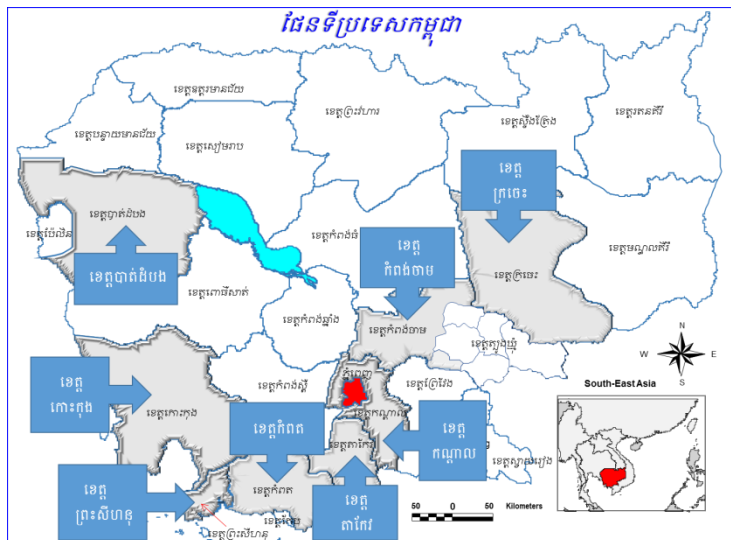 ផែនទីប្រទេសកម្ពុជា
ខេត្តឧត្តរមានជ័យ
ខេត្តព្រះវិហារ
ខេត្តរតនគិរី
ខេត្តស្ទឹងត្រែង
ខេត្តបន្ទាយមានជ័យ
ខេត្តសៀមរាប
ខេត្ត
ក្រចេះ
ខេត្តបាត់ដំបង
ខេត្តប៉ៃលិន
ខេត្តកំពង់ធំ
ខេត្ត
កំពង់ចាម
ខេត្តមណ្ឌលគីរី
ខេត្តក្រចេះ
ខេត្តបាត់ដំបង
ខេត្តពោធិ៍សាត់
ខេត្តកំពង់ឆ្នាំង
ខេត្តកំពង់ចាម
ខេត្តត្បូងឃ្មុំ
N
W E
S
ខេត្ត
កោះកុង
ខេត្តកំពង់ស្ពឺ
ភ្នំពេញ
ខេត្តព្រៃវែង
South-East Asia
ខេត្តកោះកុង
ខេត្តកំពត
ខេត្តកណ្តាល
ខេត្ត
កណ្តាល
ខេត្តតាកែវ
ខេត្តស្វាយរៀង
ខេត្ត
ព្រះសីហនុ
ខេត្តកំពត
ខេត្ត
តាកែវ
50 0 50 Kilometers
ខេត្តកែប
ខេត្តព្រះសីហនុ